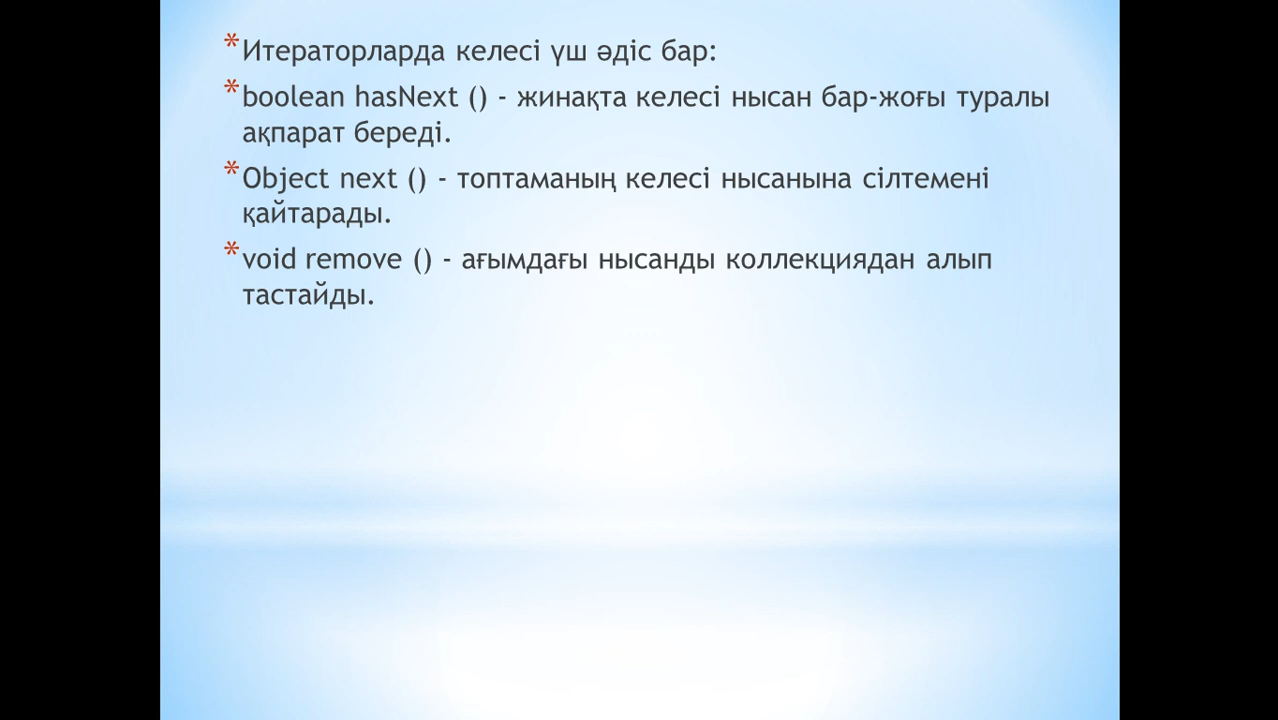 * Итераторларда келесі үш әдіс бар:
* boolean hasNext () - жинақта келесі нысан бар-жоғы туралы
ақпарат береді.
* Object next () - топтаманың келесі нысанына сілтемені
қайтарады.
* void remove () - ағымдағы нысанды коллекциядан алып
тастайды.